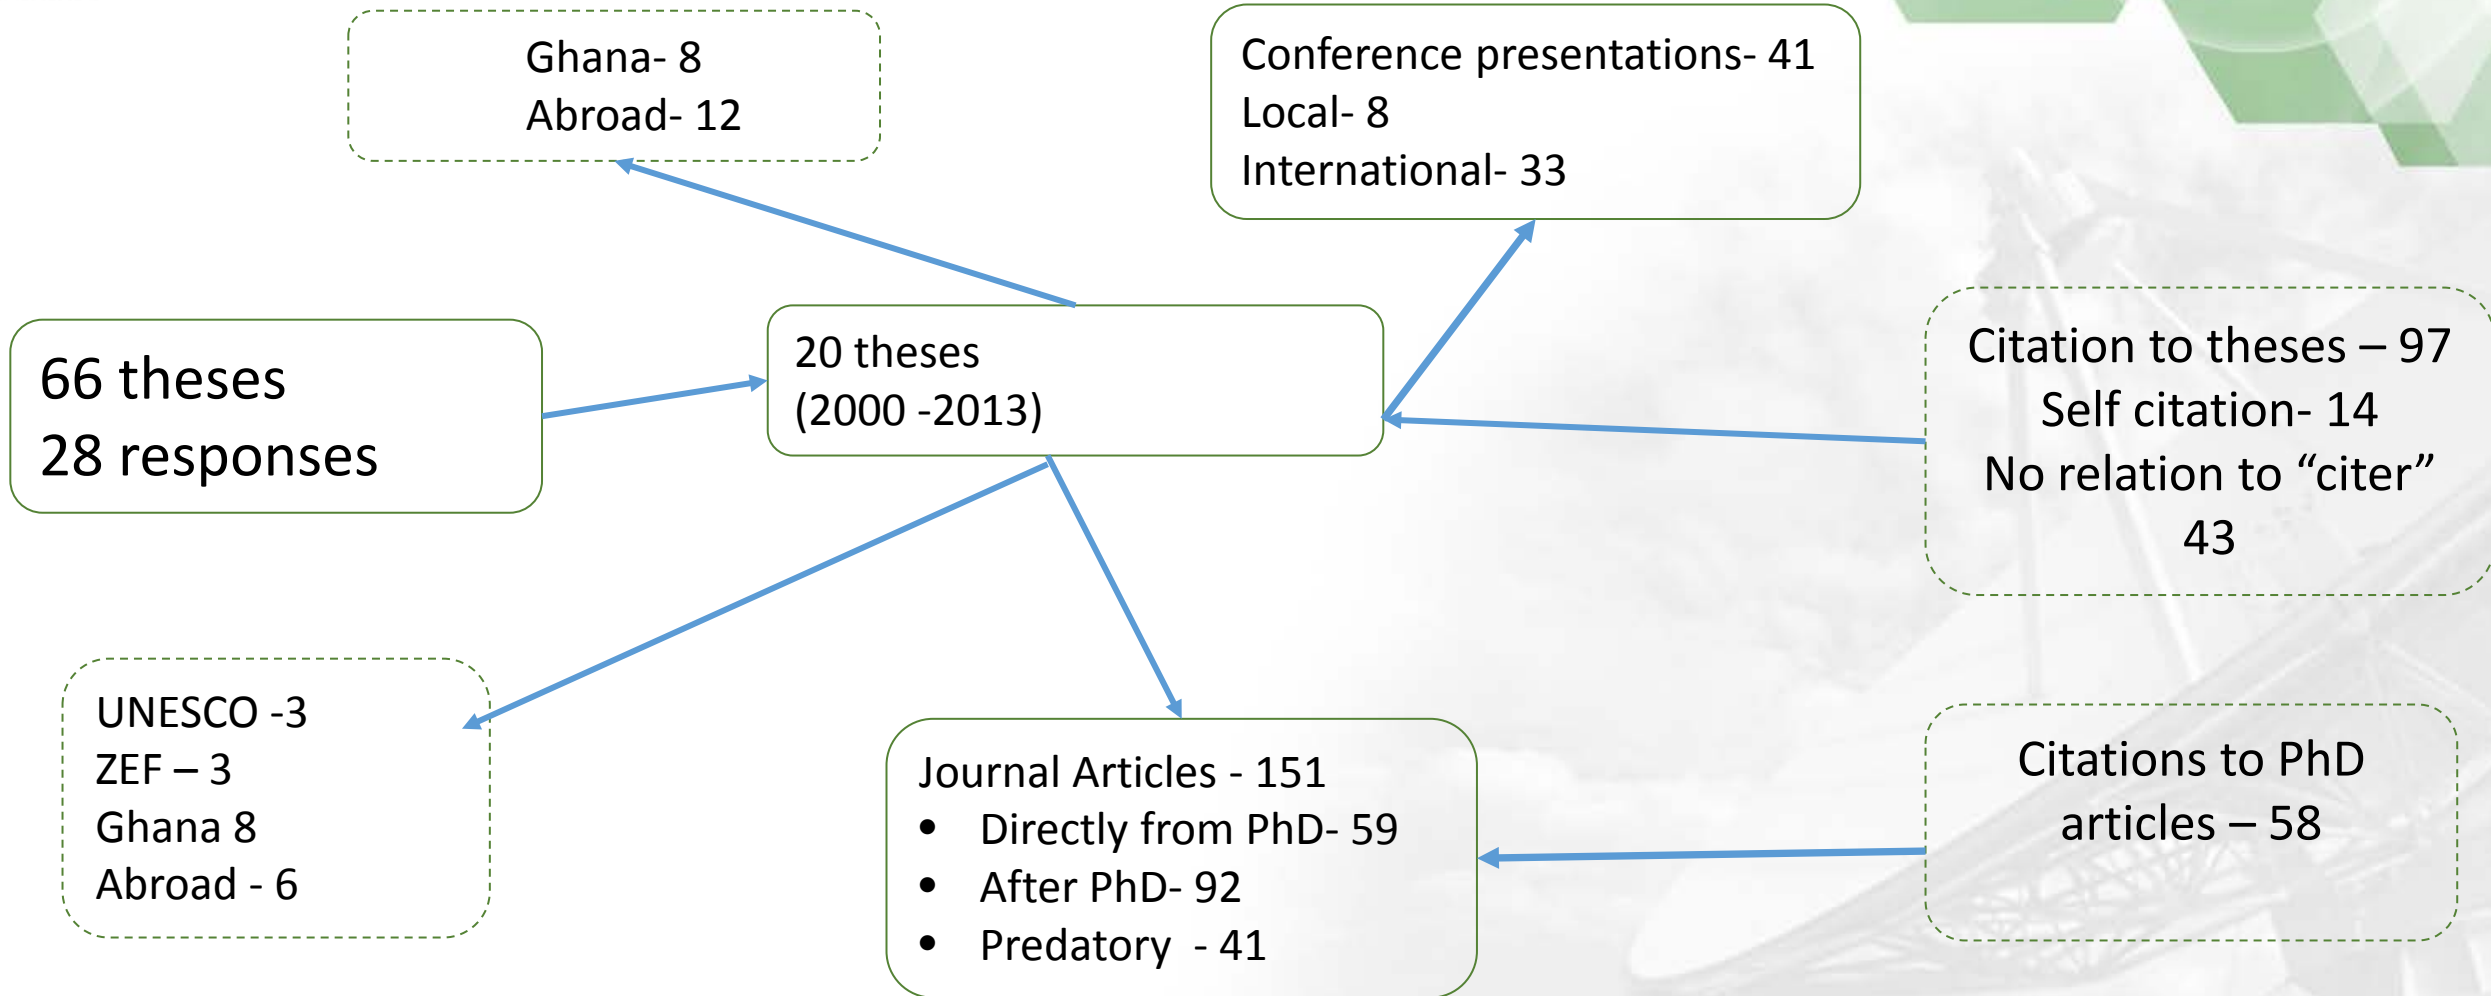 Ghana- 8
Abroad- 12
Conference presentations- 41
Local- 8
International- 33
66 theses
28 responses
20 theses
(2000 -2013)
Citation to theses – 97
Self citation- 14
No relation to “citer”
43
UNESCO -3
ZEF – 3
Ghana 8
Abroad - 6
Journal Articles - 151
• Directly from PhD- 59
• After PhD- 92
• Predatory - 41
Citations to PhD
articles – 58